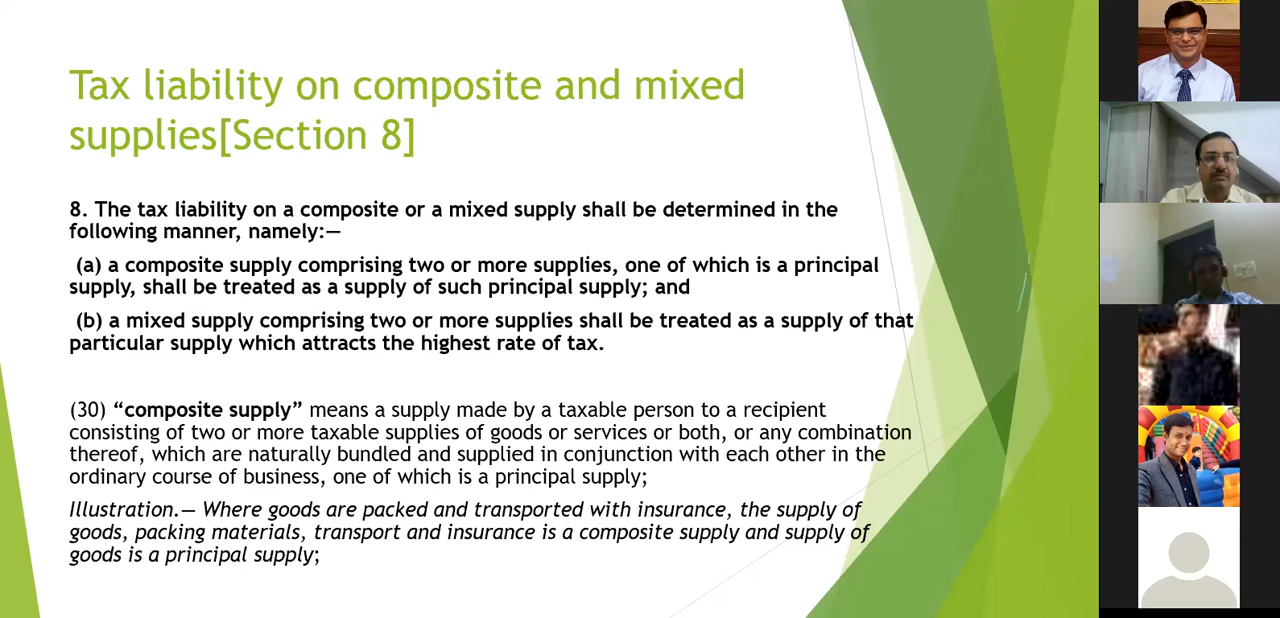 Tax liability on composite and mixed
supplies[Section 8]
8. The tax liability on a composite or a mixed supply shall be determined in the
following manner, namely:—
(a) a composite supply comprising two or more supplies, one of which is a principal
supply, shall be treated as a supply of such principal supply; and
(b) a mixed supply comprising two or more supplies shall be treated as a supply of that
particular supply which attracts the highest rate of tax.
(30) “composite supply” means a supply made by a taxable person to a recipient
consisting of two or more taxable supplies of goods or services or both, or any combination
thereof, which are naturally bundled and supplied in conjunction with each other in the
ordinary course of business, one of which is a principal supply;
Illustration.— Where goods are packed and transported with insurance, the supply of
goods, packing materials, transport and insurance is a composite supply and supply of
goods is a principal supply;